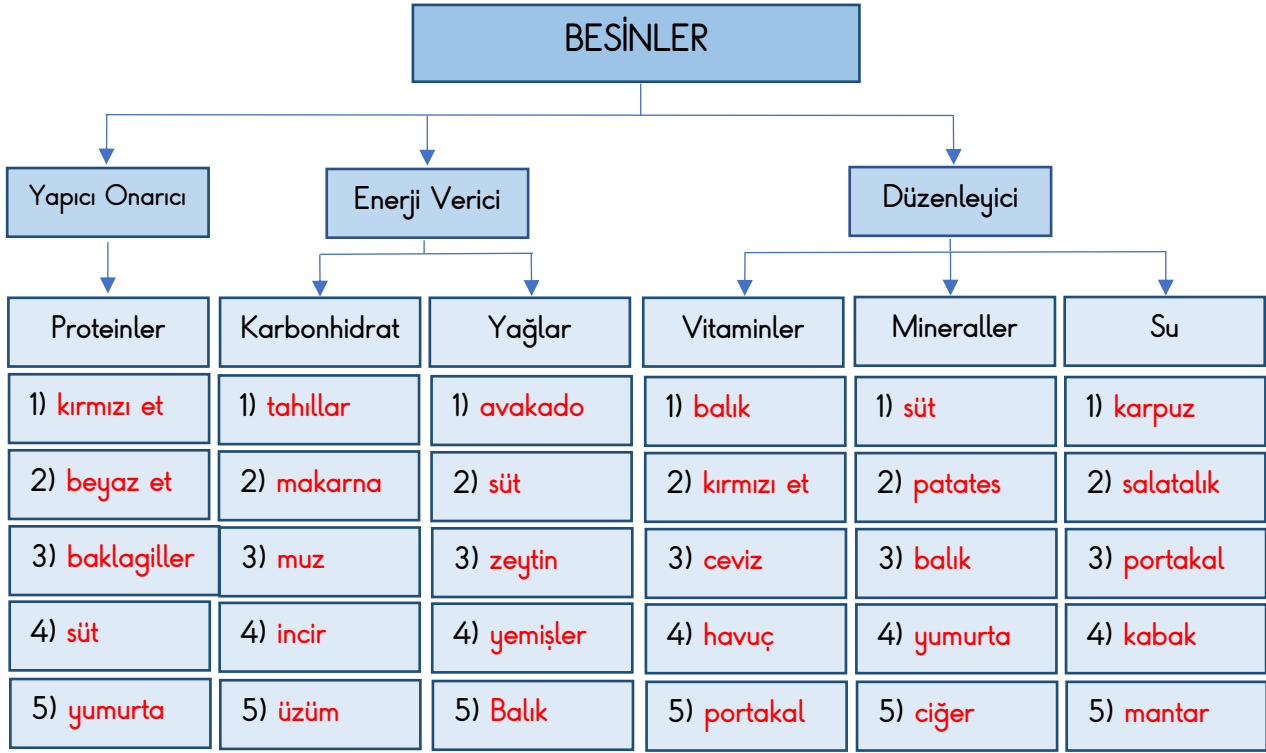 BESİNLER
Yapıcı Onarıcı
Enerji Verici
Düzenleyici
Proteinler
Karbonhidrat
Yağlar
Vitaminler
Mineraller
Su
1) kırmızı et
1) tahıllar
1) avakado
1) balık
1) süt
1) karpuz
2) beyaz et
2) makarna
2) süt
2) kırmızı et
2) patates
2) salatalık
3) baklagiller
3) muz
3) zeytin
3) ceviz
3) balık
3) portakal
4) süt
4) incir
4) yemişler
4) havuç
4) yumurta
4) kabak
5) yumurta
5) üzüm
5) Balık
5) portakal
5) ciğer
5) mantar